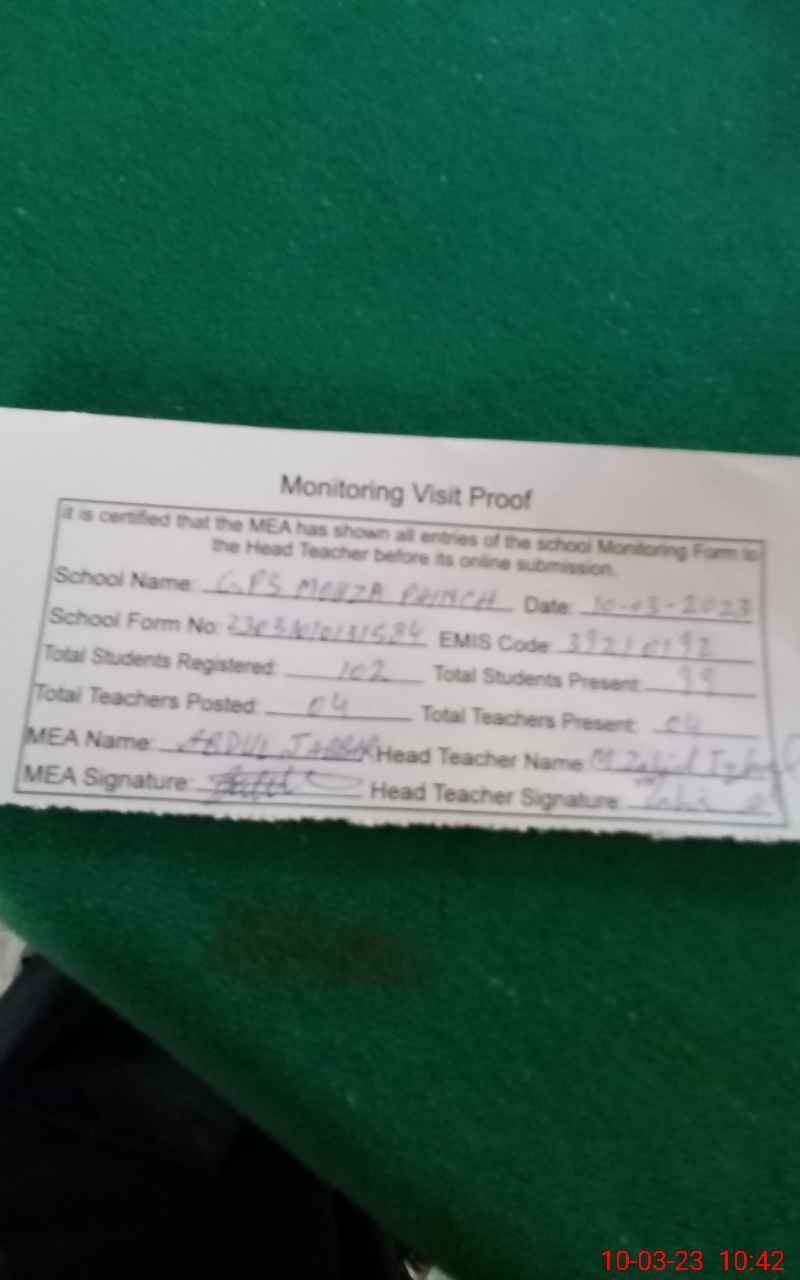 Monitoring Visit Proof
it is certified that the MEA has shown all entries of the school Monitoring Form to
the Head Teacher before its online submission.
School Name: GPS MOUZA Date: 10-03-2023
School Form No: EMIS Code: 39210192
Total Students Registered: 102 Total Students Present: 99
Total Teachers Posted: 04 Total Teachers Present: 04
MEA Name: ABDUL JABBAR Head Teacher Name: M Zahid Iqbal
MEA Signature: Head Teacher Signature:
10-03-23 10:42